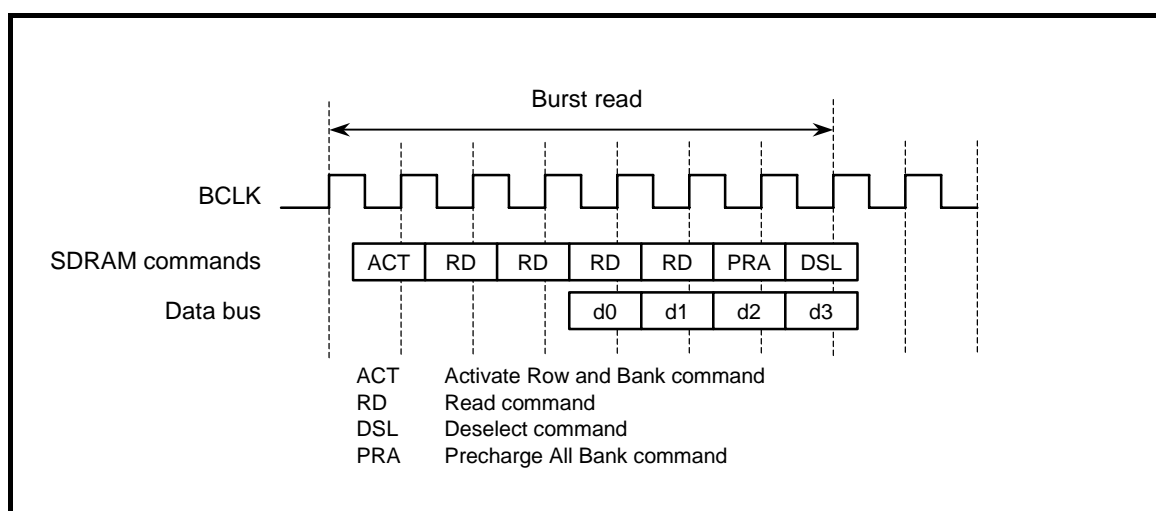 Burst read
BCLK
SDRAM commands ACT RD RD RD RD PRA DSL
Data bus d0 d1 d2 d3
ACT Activate Row and Bank command
RD Read command
DSL Deselect command
PRA Precharge All Bank command